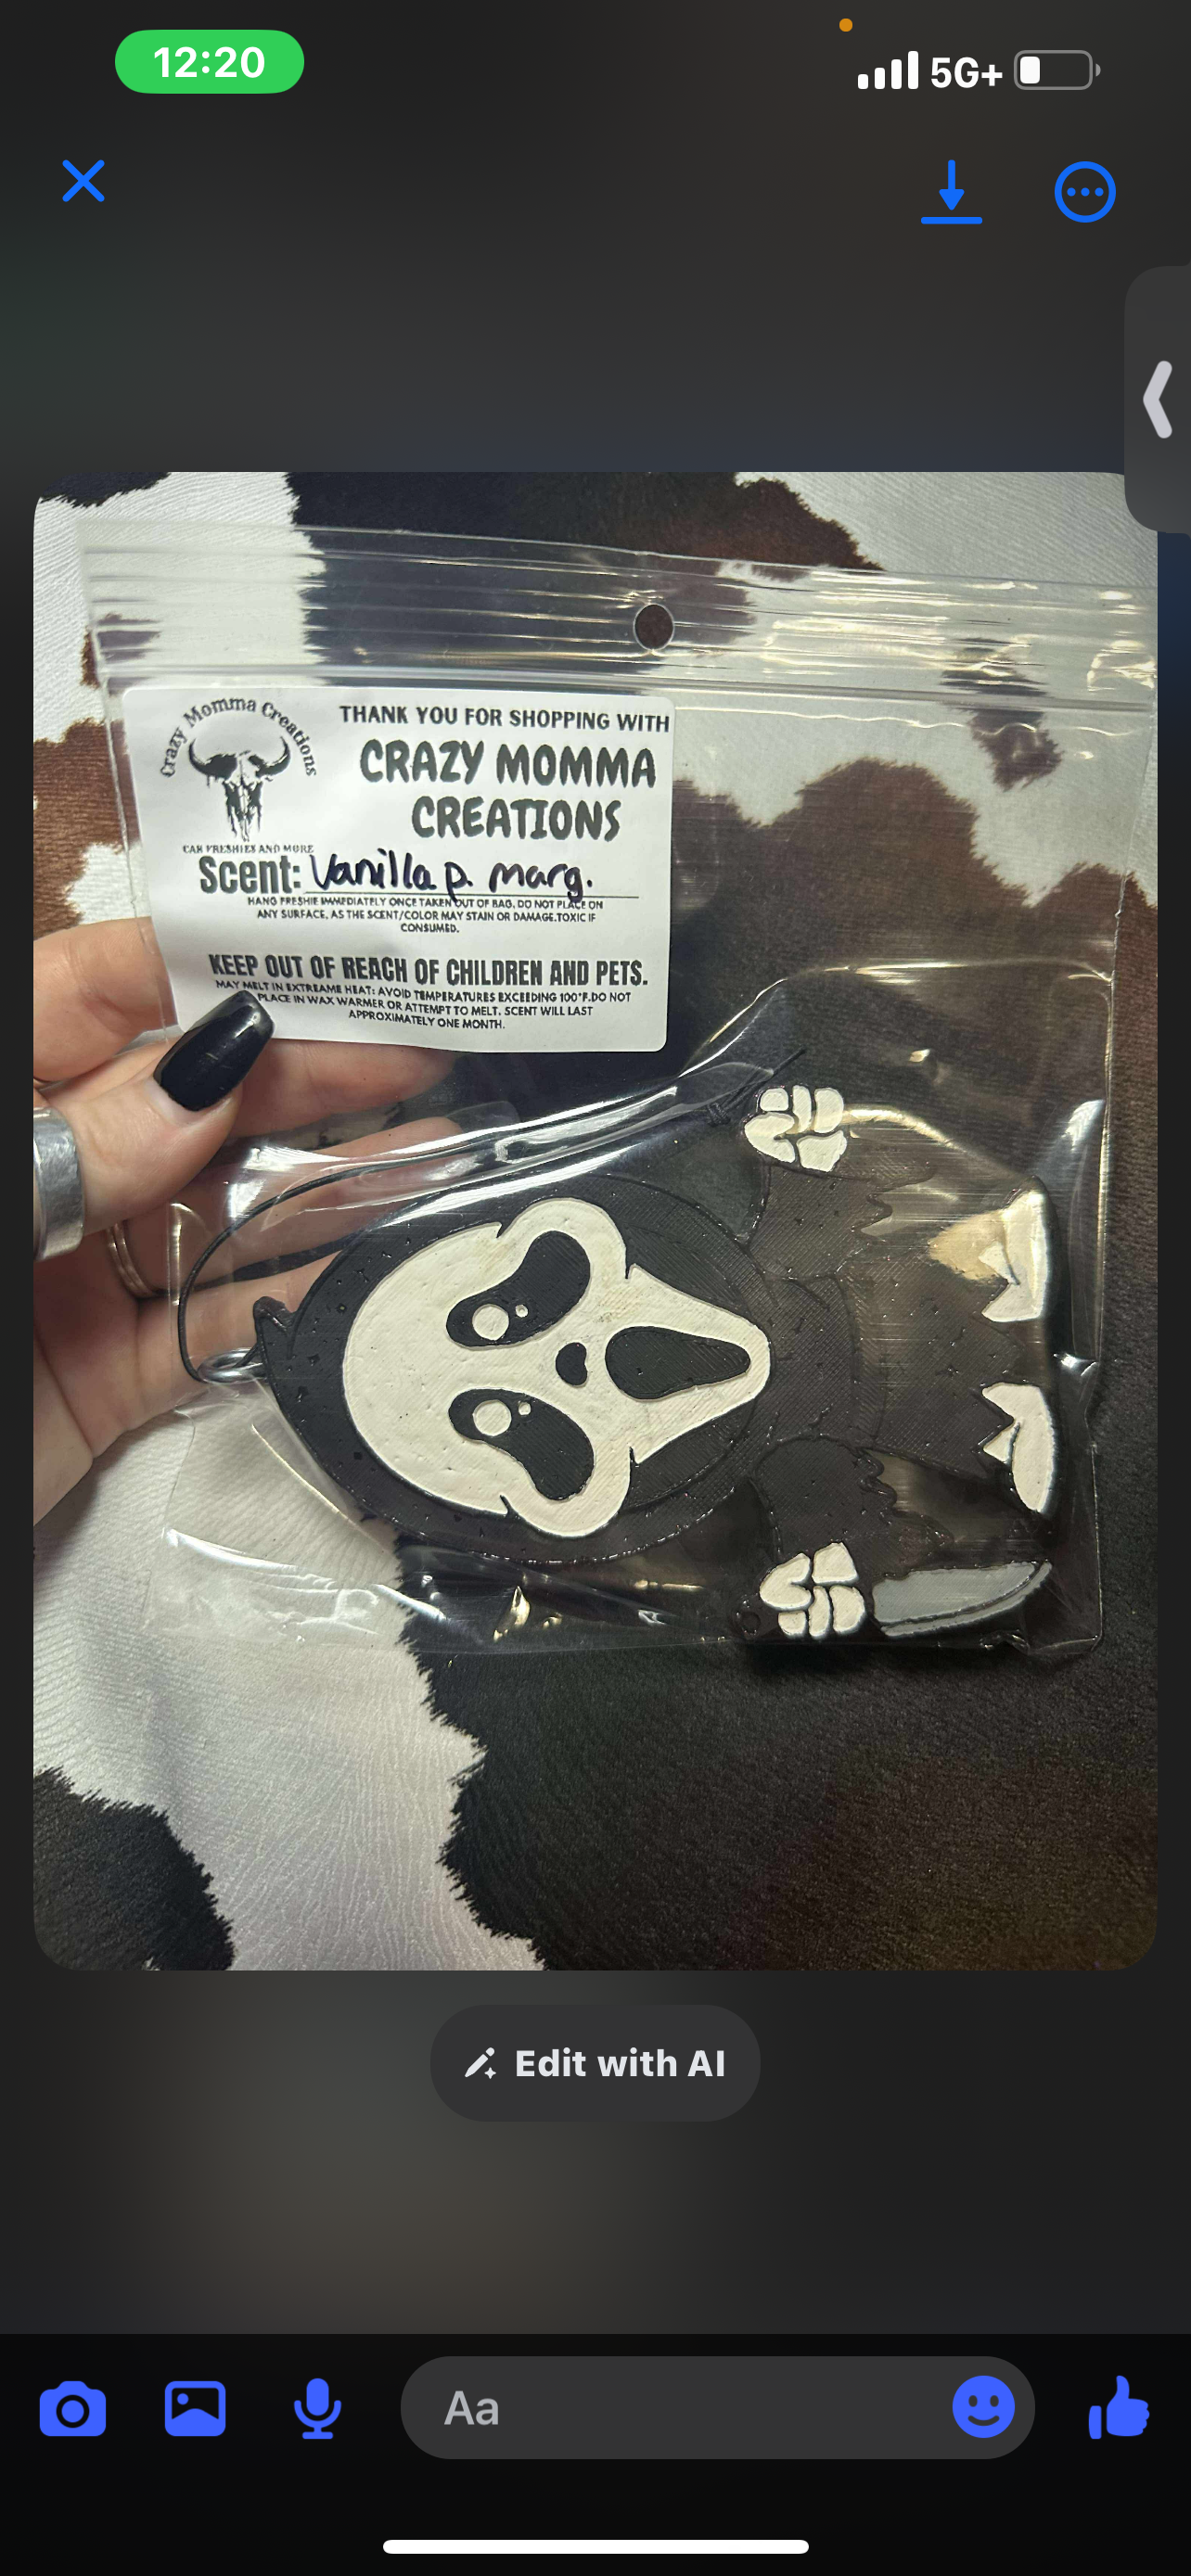 12:20
5G+
Crazy Momma Creations
CAR FRESHIES AND MORE
THANK YOU FOR SHOPPING WITH
CRAZY MOMMA
CREATIONS
Scent: Vanilla p. marg.
HANG FRESHIE IMMEDIATELY ONCE TAKEN OUT OF BAG. DO NOT PLACE ON
ANY SURFACE, AS THE SCENT/COLOR MAY STAIN OR DAMAGE.TOXIC IF
CONSUMED.
KEEP OUT OF REACH OF CHILDREN AND PETS.
MAY MELT IN EXTREAME HEAT: AVOID TEMPERATURES EXCEEDING 100°F.DO NOT
PLACE IN WAX WARMER OR ATTEMPT TO MELT. SCENT WILL LAST
APPROXIMATELY ONE MONTH.
Edit with AI
Aa